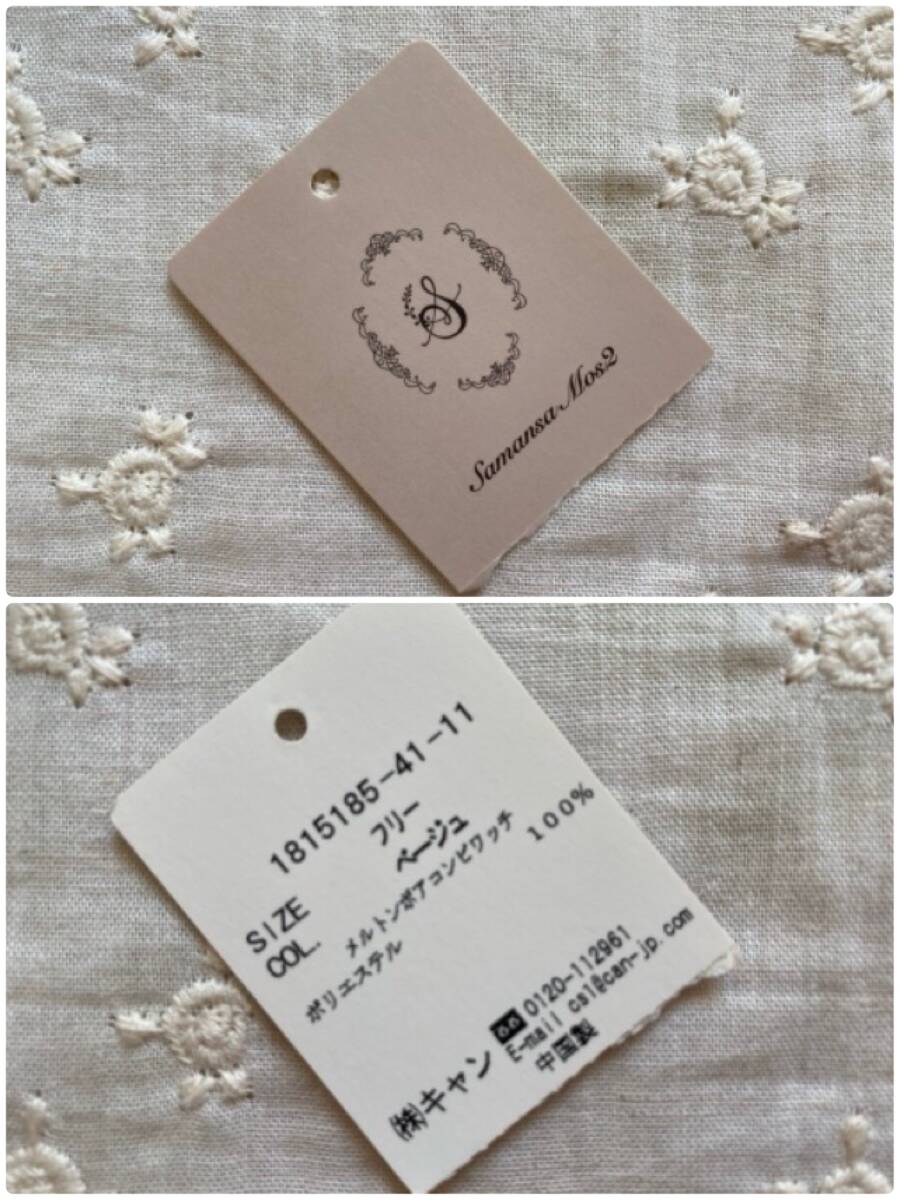 S
Samansa Mos2
1815185-41-11
SIZE フリー
COL. ベージュ
メルトンボアコンビワッチ
ポリエステル 100%
㈱キャン 0120-112961
E-mail cs1@can-jp.com
中国製